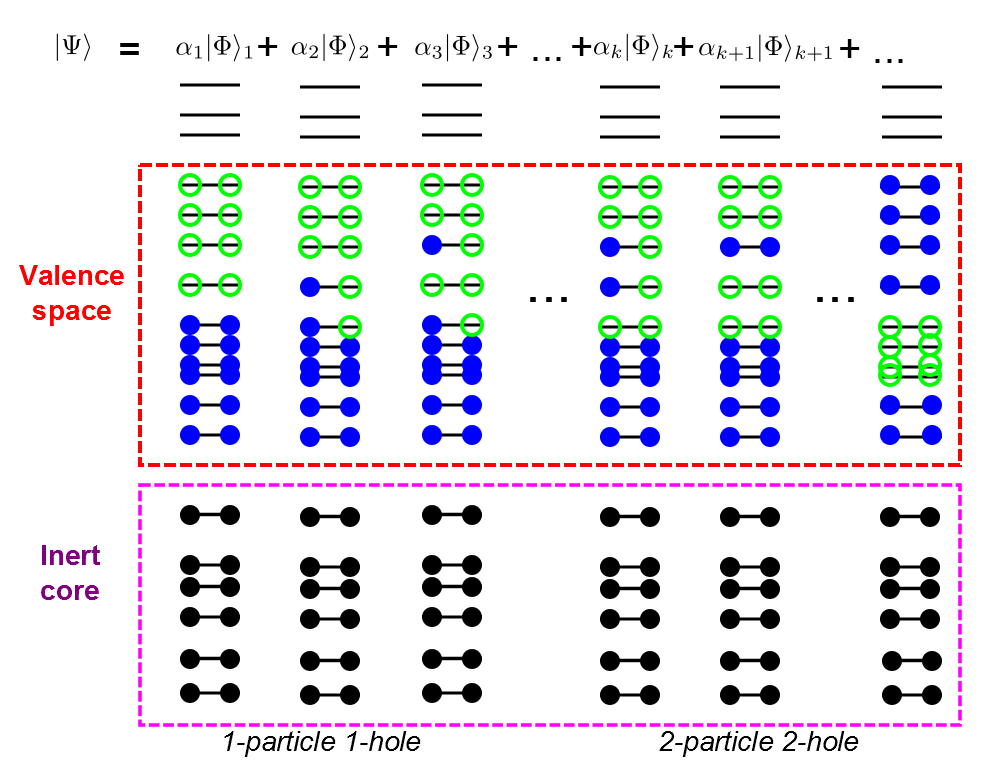 |Ψ⟩ = α₁|Φ⟩₁ + α₂|Φ⟩₂ + α₃|Φ⟩₃ + ... + αₖ|Φ⟩ₖ + αₖ₊₁|Φ⟩ₖ₊₁ + ...
Valence
space
... ...
Inert
core
1-particle 1-hole 2-particle 2-hole